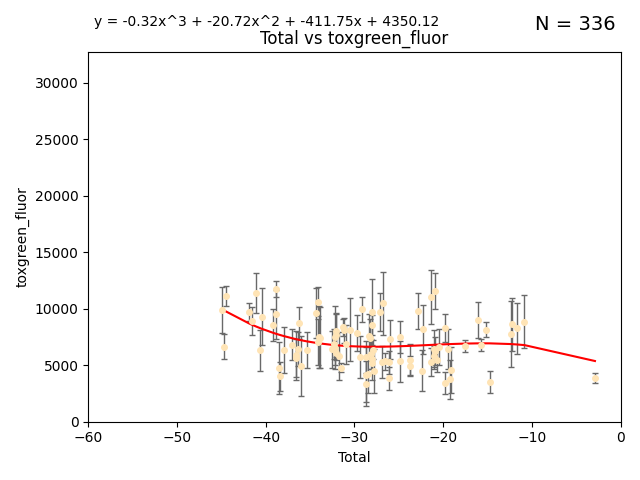 y = -0.32x^3 + -20.72x^2 + -411.75x + 4350.12
N = 336
Total vs toxgreen_fluor
30000
25000
20000
15000
10000
5000
0
toxgreen_fluor
−60
−50
−40
−30
−20
−10
0
Total